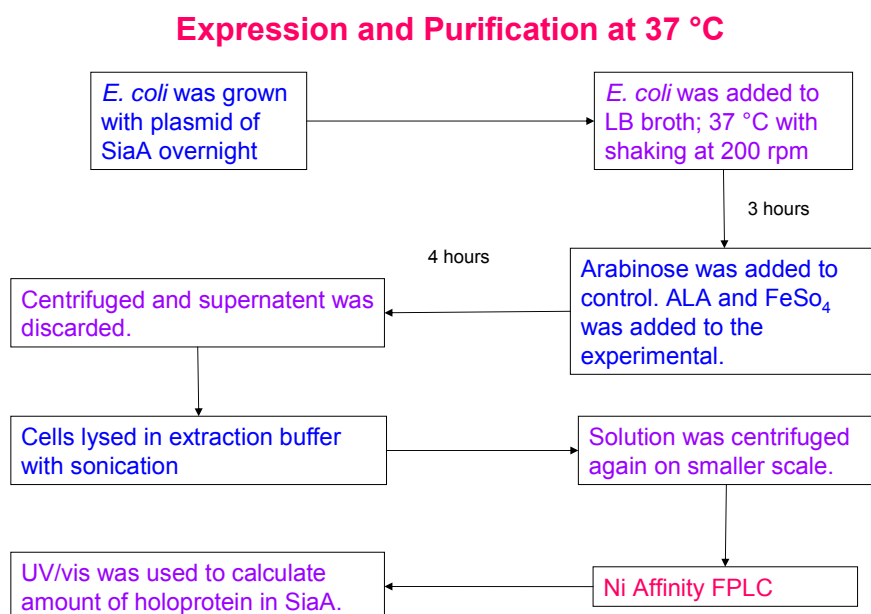 Expression and Purification at 37 °C
E. coli was grown
with plasmid of
SiaA overnight
E. coli was added to
LB broth; 37 °C with
shaking at 200 rpm
3 hours
Arabinose was added to
control. ALA and FeSo₄
was added to the
experimental.
4 hours
Centrifuged and supernatent was
discarded.
Cells lysed in extraction buffer
with sonication
Solution was centrifuged
again on smaller scale.
Ni Affinity FPLC
UV/vis was used to calculate
amount of holoprotein in SiaA.